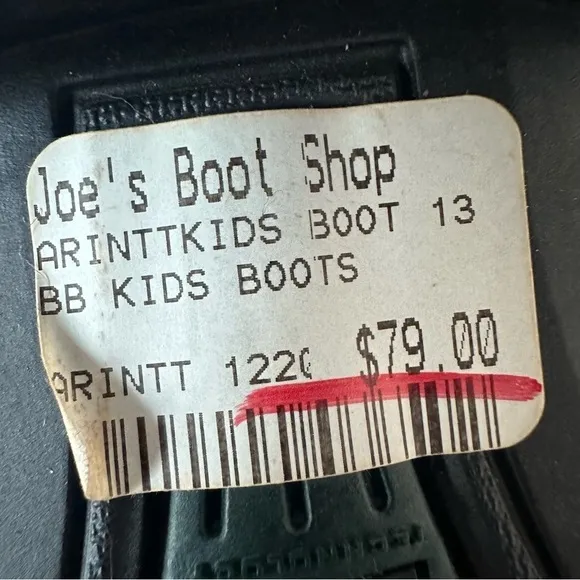 Joe's Boot Shop
ARINTTKIDS BOOT 13
BB KIDS BOOTS
ARINTT $79.00